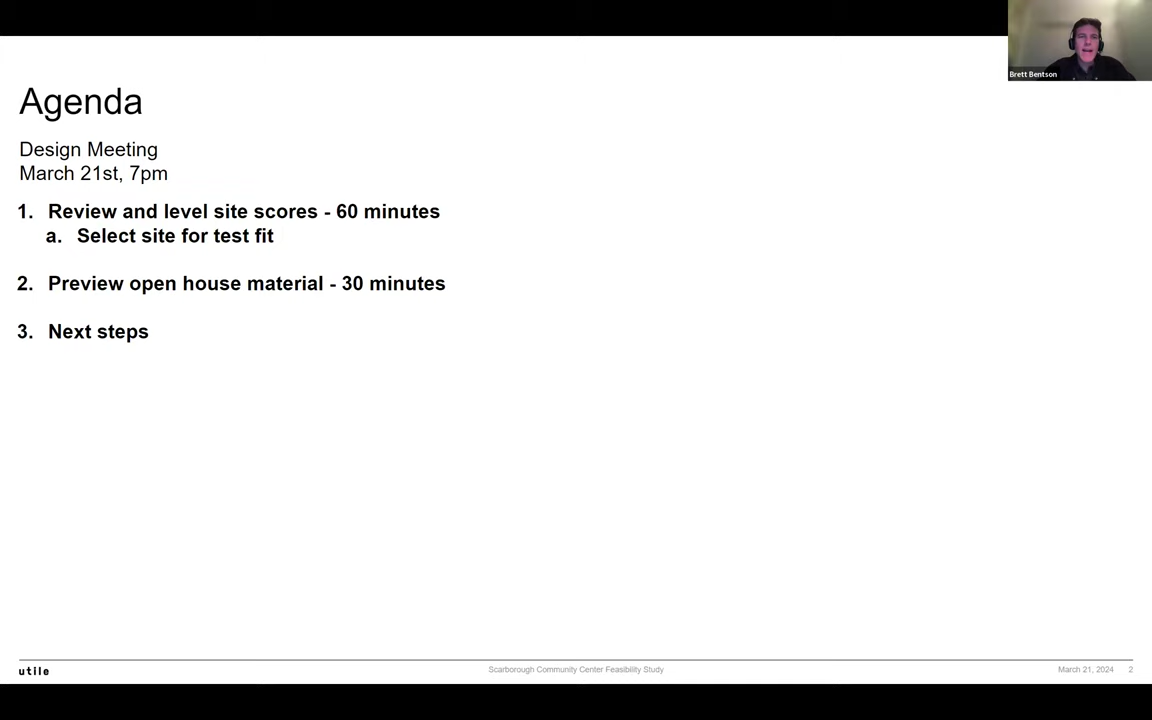 Brett Bentson
Agenda
Design Meeting
March 21st, 7pm
1. Review and level site scores - 60 minutes
a. Select site for test fit
2. Preview open house material - 30 minutes
3. Next steps
utile
Scarborough Community Center Feasibility Study
March 21, 2024 2